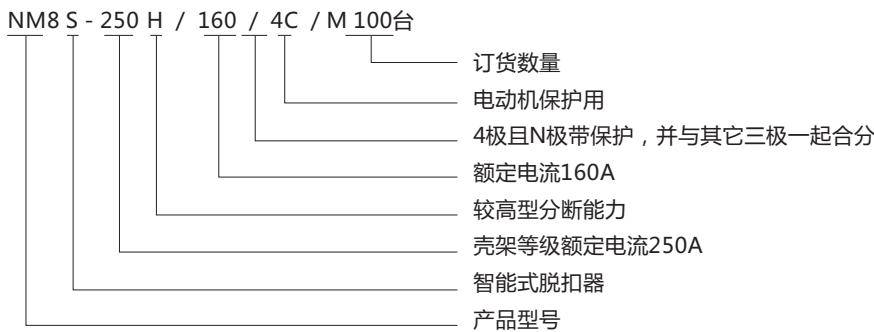 NM8 S - 250 H / 160 / 4C / M 100台
订货数量
电动机保护用
4极且N极带保护，并与其它三极一起合分
额定电流160A
较高型分断能力
壳架等级额定电流250A
智能式脱扣器
产品型号